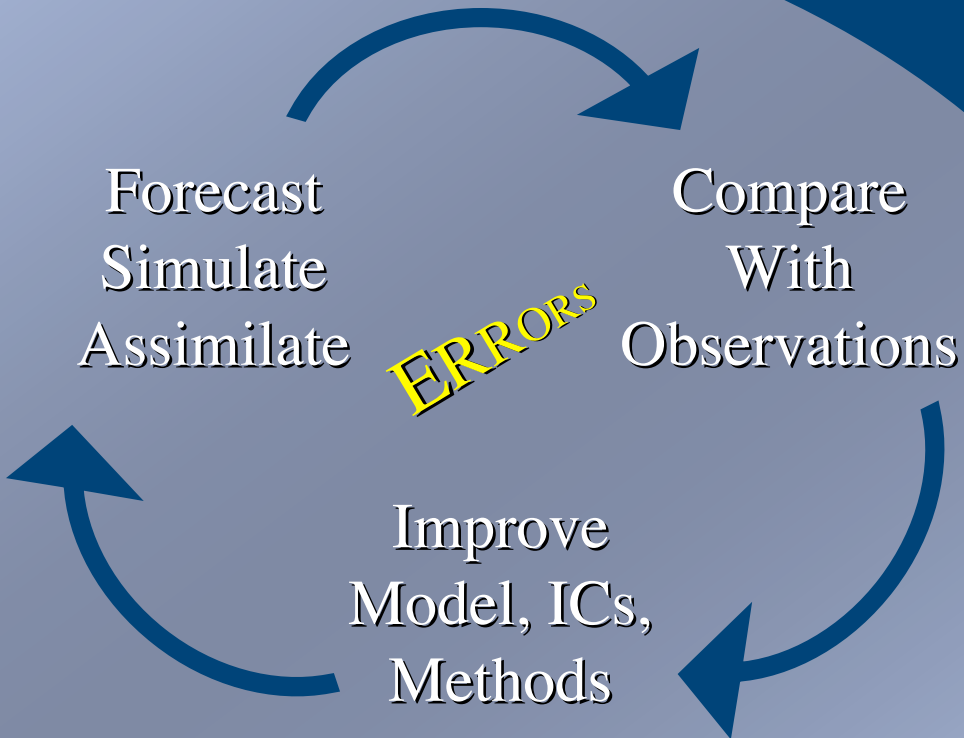 Forecast
Simulate
Assimilate
Compare
With
Observations
ERRORS
Improve
Model, ICs,
Methods